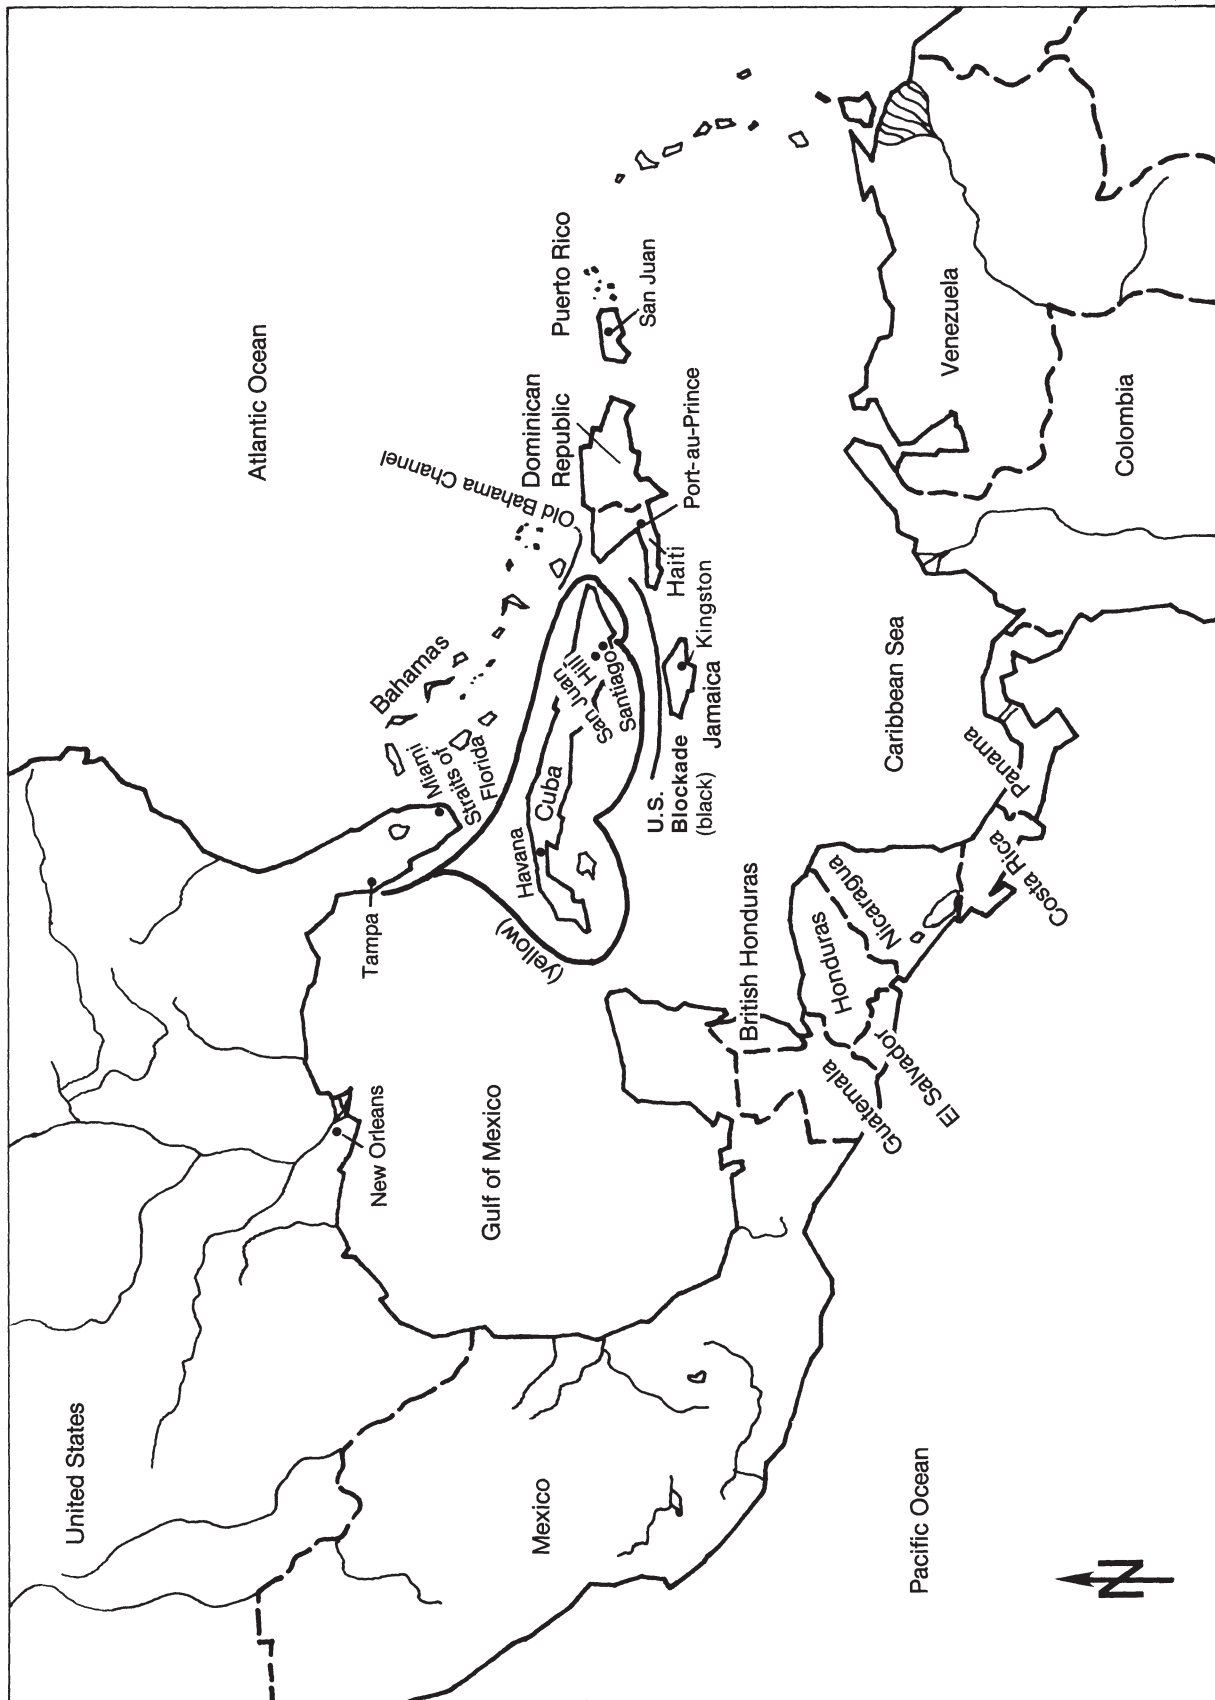 United States
Atlantic Ocean
New Orleans
Tampa
Miami
Straits of
Florida
Bahamas
Old Bahama Channel
Gulf of Mexico
(yellow)
Havana
Cuba
San Juan
Hill
Santiago
Dominican
Republic
Puerto Rico
San Juan
Port-au-Prince
Haiti
Kingston
Jamaica
U.S.
Blockade
(black)
Mexico
British Honduras
Caribbean Sea
Guatemala
Honduras
El Salvador
Nicaragua
Costa Rica
Panama
Venezuela
Colombia
Pacific Ocean
N